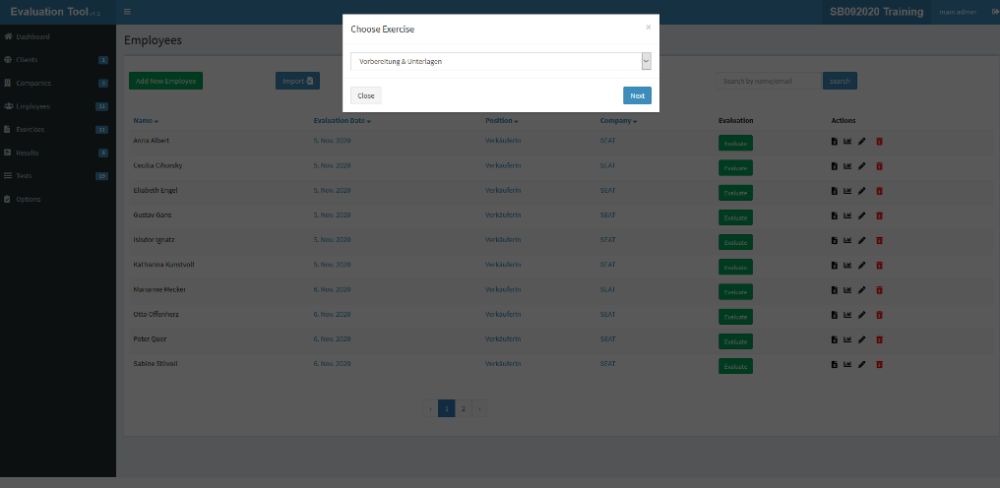 Evaluation Tool v1.2
SB092020 Training
main admin
Dashboard
Clients 1
Companies 3
Employees 11
Exercises 11
Results 8
Tests 20
Options
Employees
Choose Exercise ×
Vorbereitung & Unterlagen
Close Next
Add New Employee Import Search by name/email search
Name Evaluation Date Position Company Evaluation Actions
Anna Albert 5. Nov. 2020 VerkäuferIn SEAT Evaluate
Cecilia Cihorsky 5. Nov. 2020 VerkäuferIn SEAT Evaluate
Eliabeth Engel 5. Nov. 2020 VerkäuferIn SEAT Evaluate
Gustav Gans 5. Nov. 2020 VerkäuferIn SEAT Evaluate
Isisdor Ignatz 5. Nov. 2020 VerkäuferIn SEAT Evaluate
Katharina Kunstvoll 5. Nov. 2020 VerkäuferIn SEAT Evaluate
Marianne Mecker 6. Nov. 2020 VerkäuferIn SEAT Evaluate
Otto Offenherz 6. Nov. 2020 VerkäuferIn SEAT Evaluate
Peter Quer 6. Nov. 2020 VerkäuferIn SEAT Evaluate
Sabine Stilvoll 6. Nov. 2020 VerkäuferIn SEAT Evaluate
‹ 1 2 ›